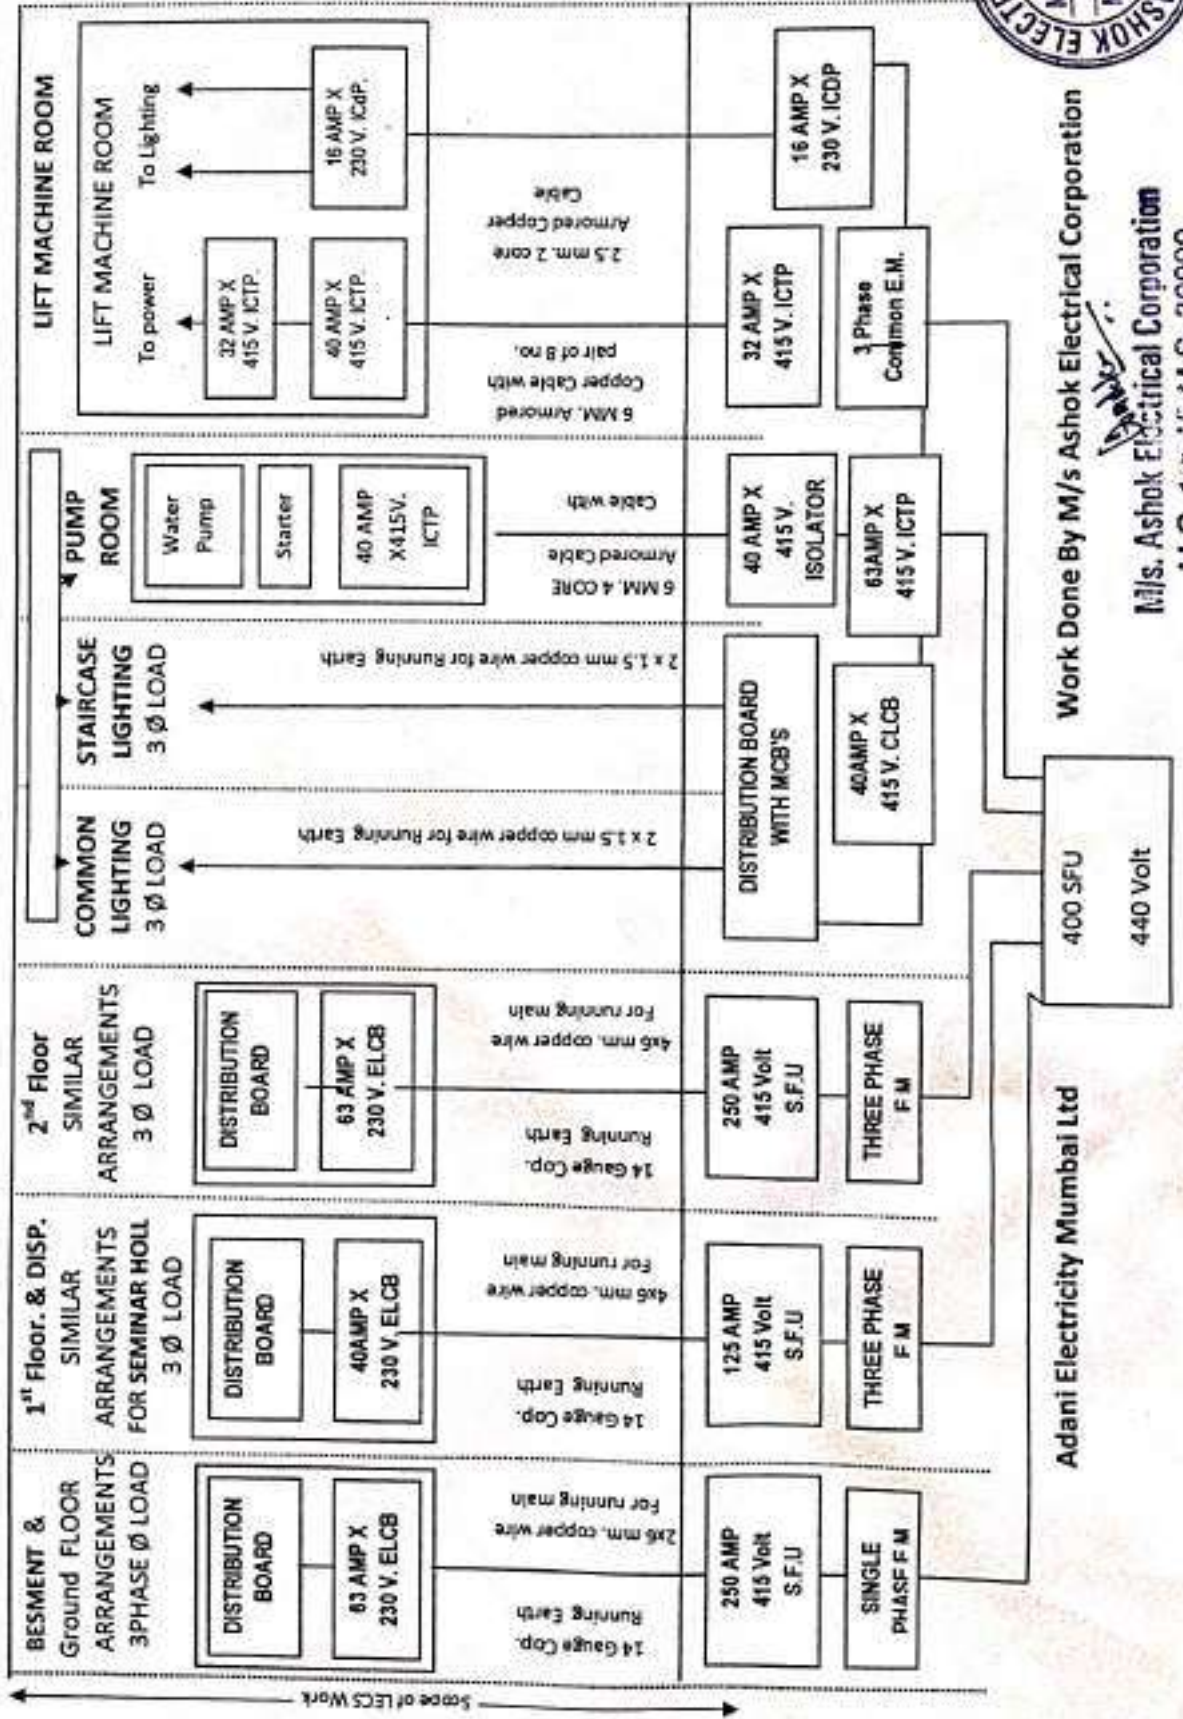 BESMENT &
Ground FLOOR
ARRANGEMENTS
3PHASE Ø LOAD
DISTRIBUTION
BOARD
63 AMP X
230 V. ELCB
14 Gauge Cop.
Running Earth
2x6 mm. copper wire
For running main
250 AMP
415 Volt
S.F.U
SINGLE
PHASE F M
1st Floor. & DISP.
SIMILAR
ARRANGEMENTS
FOR SEMINAR HOLL
3 Ø LOAD
DISTRIBUTION
BOARD
40AMP X
230 V. ELCB
14 Gauge Cop.
Running Earth
4x6 mm. copper wire
For running main
125 AMP
415 Volt
S.F.U
THREE PHASE
F M
2nd Floor
SIMILAR
ARRANGEMENTS
3 Ø LOAD
DISTRIBUTION
BOARD
63 AMP X
230 V. ELCB
14 Gauge Cop.
Running Earth
4x6 mm. copper wire
For running main
250 AMP
415 Volt
S.F.U
THREE PHASE
F M
COMMON
LIGHTING
3 Ø LOAD
2 x 1.5 mm copper wire for Running Earth
STAIRCASE
LIGHTING
3 Ø LOAD
2 x 1.5 mm copper wire for Running Earth
DISTRIBUTION BOARD
WITH MCB'S
40AMP X
415 V. CLCB
PUMP
ROOM
Water
Pump
Starter
40 AMP
X415V.
ICTP
6 MM. 4 CORE
Armored Cable
Cable with
40 AMP X
415 V.
ISOLATOR
63AMP X
415 V. ICTP
LIFT MACHINE ROOM
LIFT MACHINE ROOM
To power
To Lighting
32 AMP X
415 V. ICTP.
40 AMP X
415 V. ICTP.
16 AMP X
230 V. ICdP.
6 MM. Armored
Copper Cable with
pair of 8 no.
2.5 mm. 2 core
Armored Copper
Cable
32 AMP X
415 V. ICTP
16 AMP X
230 V. ICDP
3 Phase
Common E.M.
Scope of LECS Work
Adani Electricity Mumbai Ltd
400 SFU
440 Volt
Work Done By M/s Ashok Electrical Corporation
M/s. Ashok Electrical Corporation
ASHOK ELECTR